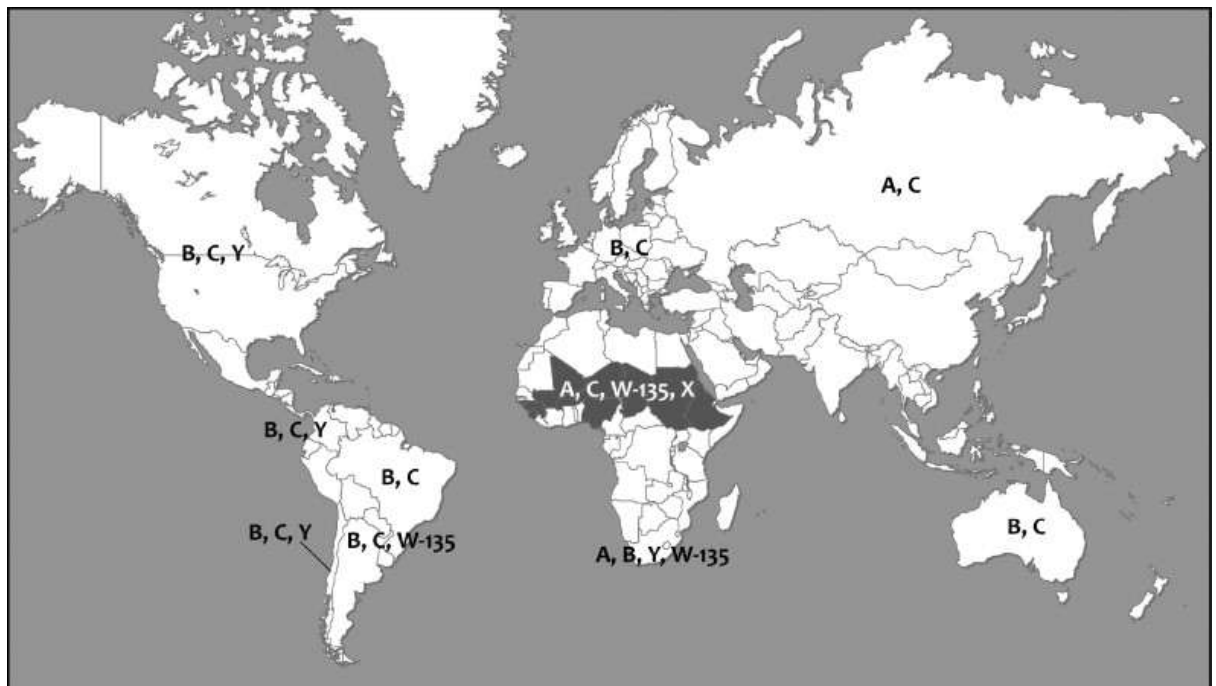 A, C
B, C, Y
B, C
A, C, W-135, X
B, C, Y
B, C
B, C, Y
B, C, W-135
A, B, Y, W-135
B, C